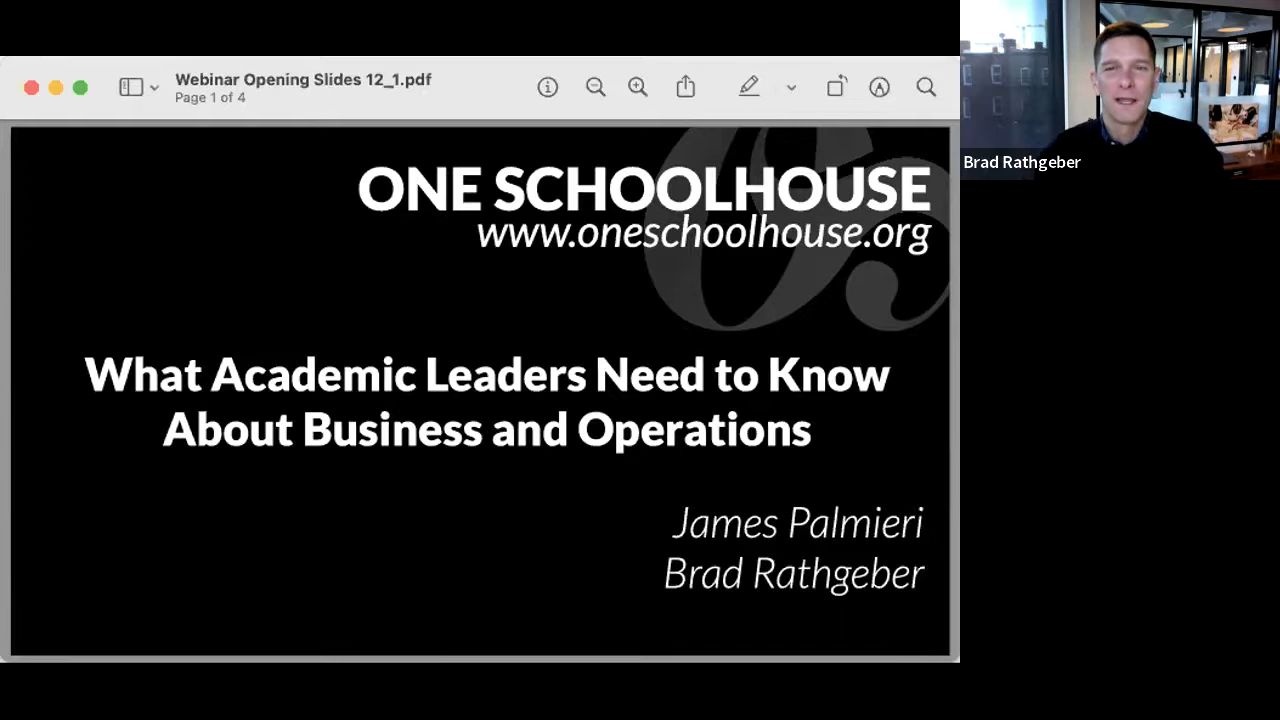 Webinar Opening Slides 12_1.pdf
Page 1 of 4
ONE SCHOOLHOUSE
www.oneschoolhouse.org
What Academic Leaders Need to Know
About Business and Operations
James Palmieri
Brad Rathgeber
Brad Rathgeber